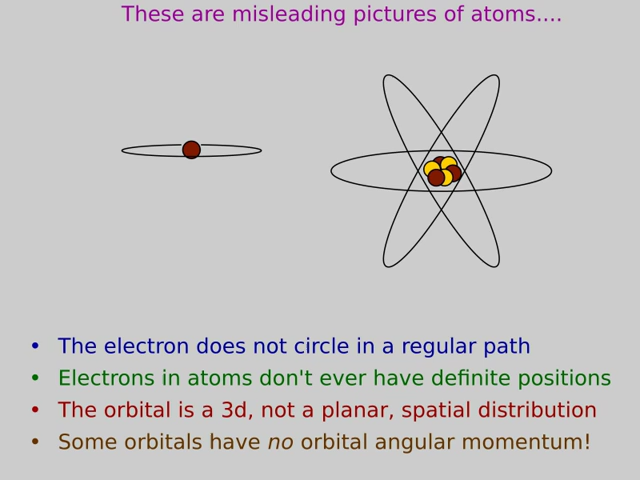 These are misleading pictures of atoms....
• The electron does not circle in a regular path
• Electrons in atoms don't ever have definite positions
• The orbital is a 3d, not a planar, spatial distribution
• Some orbitals have no orbital angular momentum!